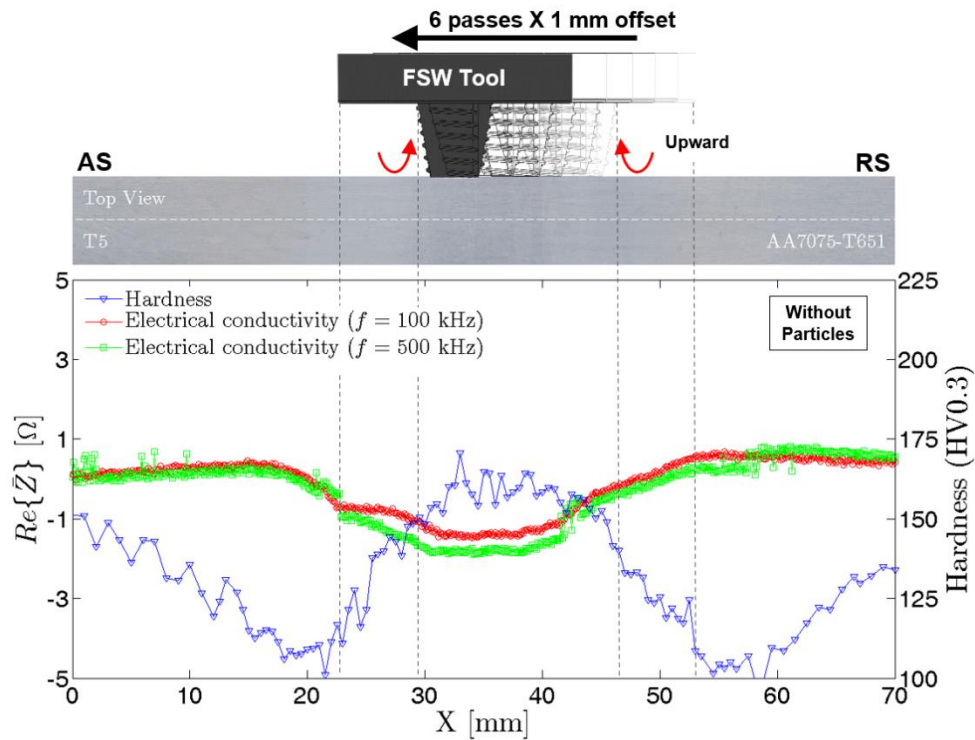 6 passes X 1 mm offset
FSW Tool
Upward
AS
RS
Top View
T5
AA7075-T651
Hardness
Electrical conductivity (f = 100 kHz)
Electrical conductivity (f = 500 kHz)
Without
Particles
5
3
1
-1
-3
-5
Re{Z̄} [Ω]
225
200
175
150
125
100
Hardness (HV0.3)
0
10
20
30
40
50
60
70
X [mm]